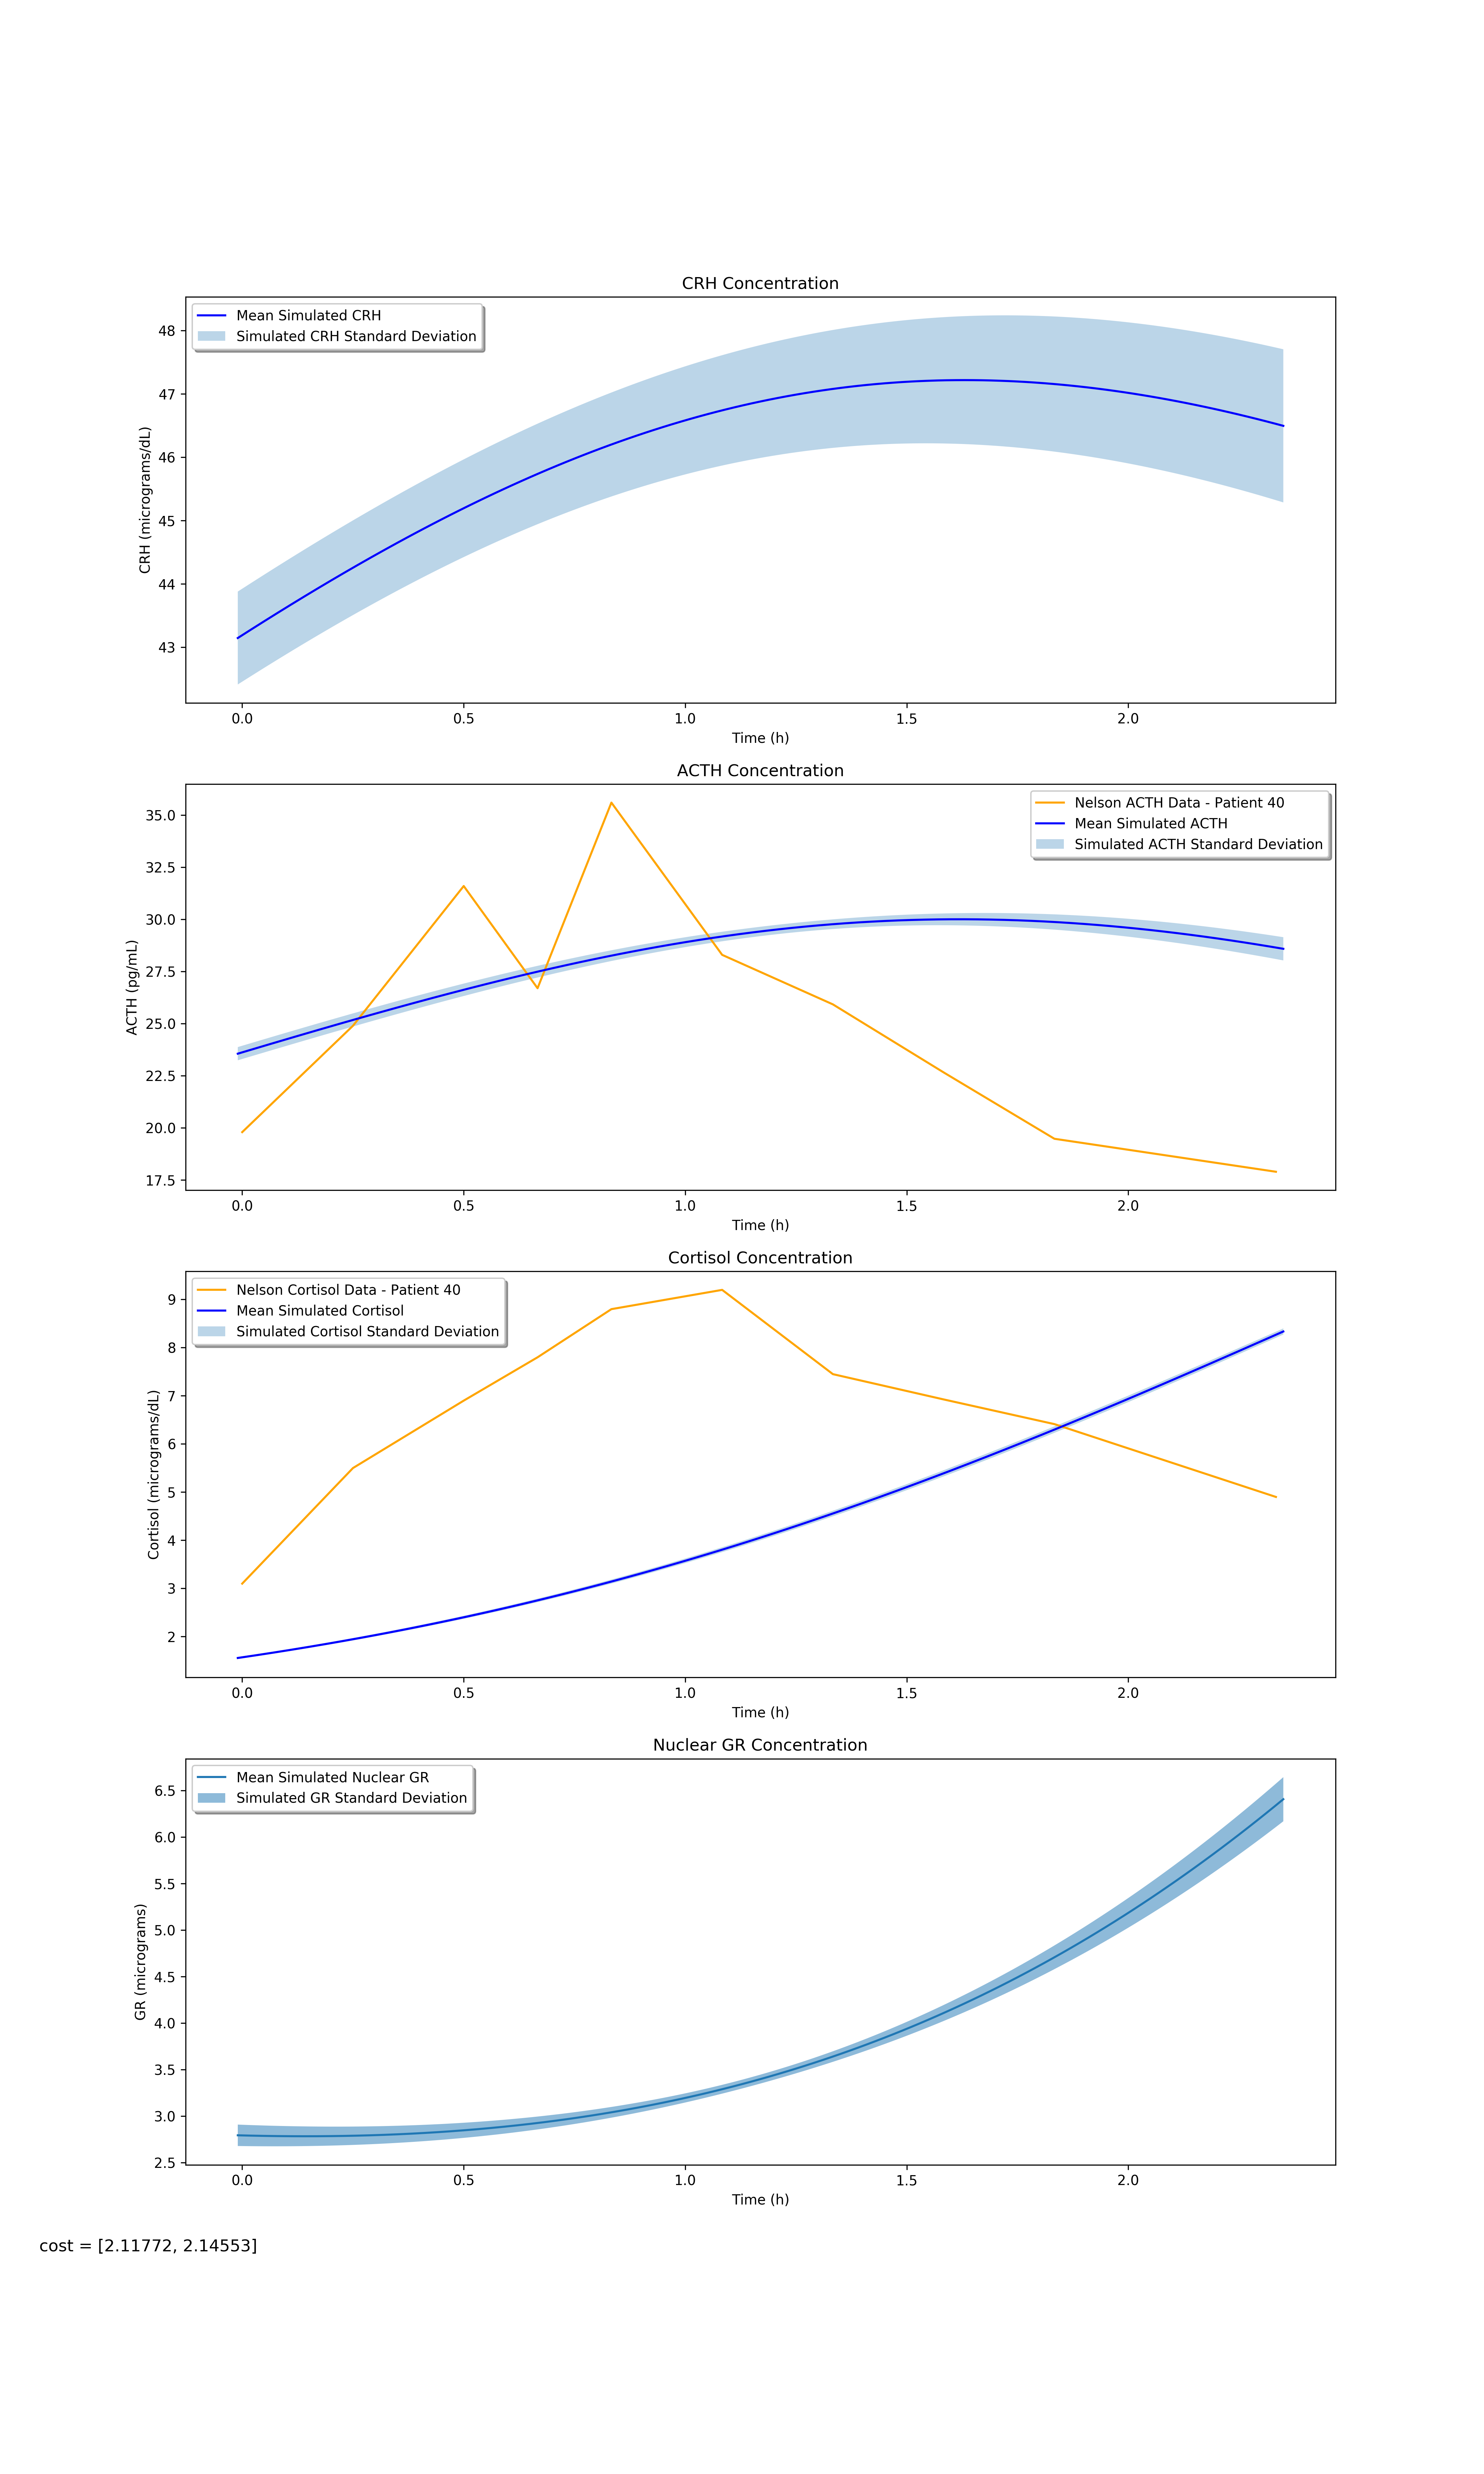 CRH Concentration
Mean Simulated CRH
Simulated CRH Standard Deviation
48
47
46
45
44
43
CRH (micrograms/dL)
0.0 0.5 1.0 1.5 2.0
Time (h)
ACTH Concentration
Nelson ACTH Data - Patient 40
Mean Simulated ACTH
Simulated ACTH Standard Deviation
35.0
32.5
30.0
27.5
25.0
22.5
20.0
17.5
ACTH (pg/mL)
0.0 0.5 1.0 1.5 2.0
Time (h)
Cortisol Concentration
Nelson Cortisol Data - Patient 40
Mean Simulated Cortisol
Simulated Cortisol Standard Deviation
9
8
7
6
5
4
3
2
Cortisol (micrograms/dL)
0.0 0.5 1.0 1.5 2.0
Time (h)
Nuclear GR Concentration
Mean Simulated Nuclear GR
Simulated GR Standard Deviation
6.5
6.0
5.5
5.0
4.5
4.0
3.5
3.0
2.5
GR (micrograms)
0.0 0.5 1.0 1.5 2.0
Time (h)
cost = [2.11772, 2.14553]